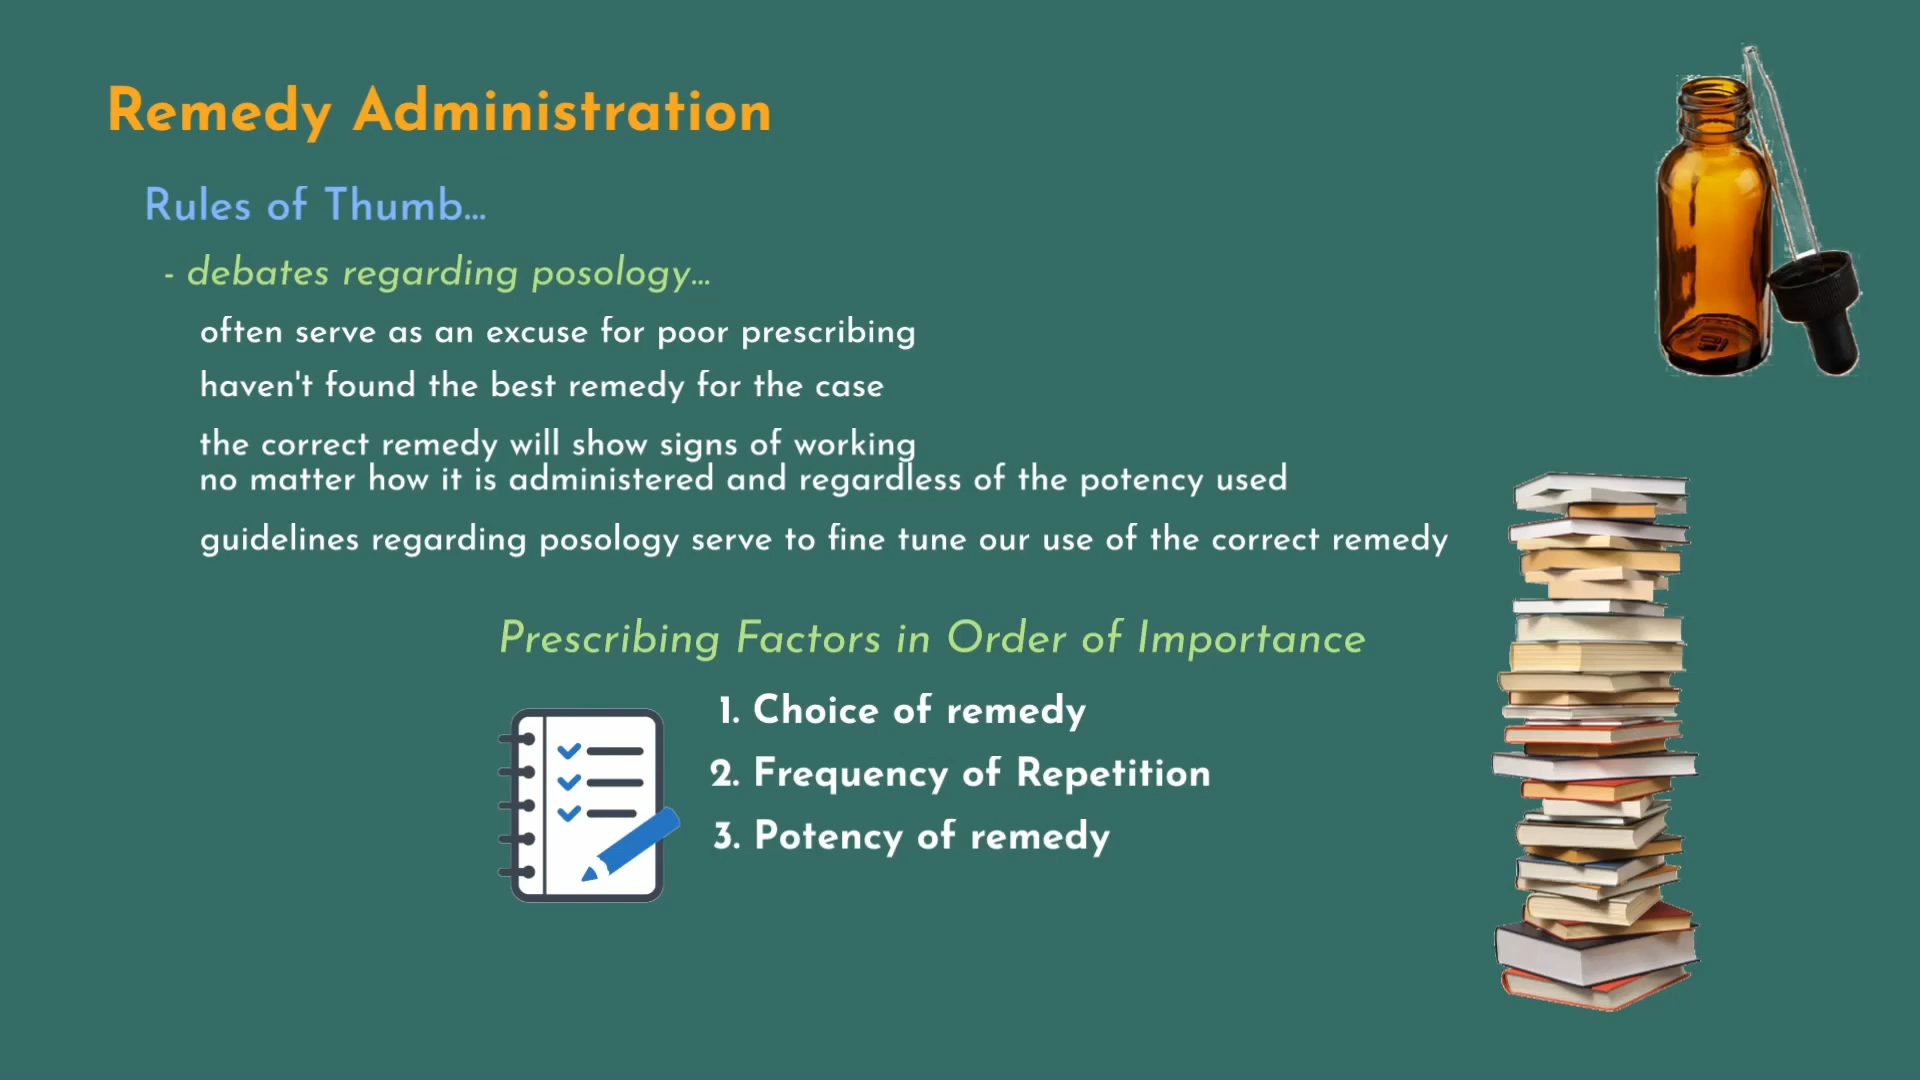 Remedy Administration
Rules of Thumb...
- debates regarding posology...
often serve as an excuse for poor prescribing
haven't found the best remedy for the case
the correct remedy will show signs of working
no matter how it is administered and regardless of the potency used
guidelines regarding posology serve to fine tune our use of the correct remedy
Prescribing Factors in Order of Importance
1. Choice of remedy
2. Frequency of Repetition
3. Potency of remedy